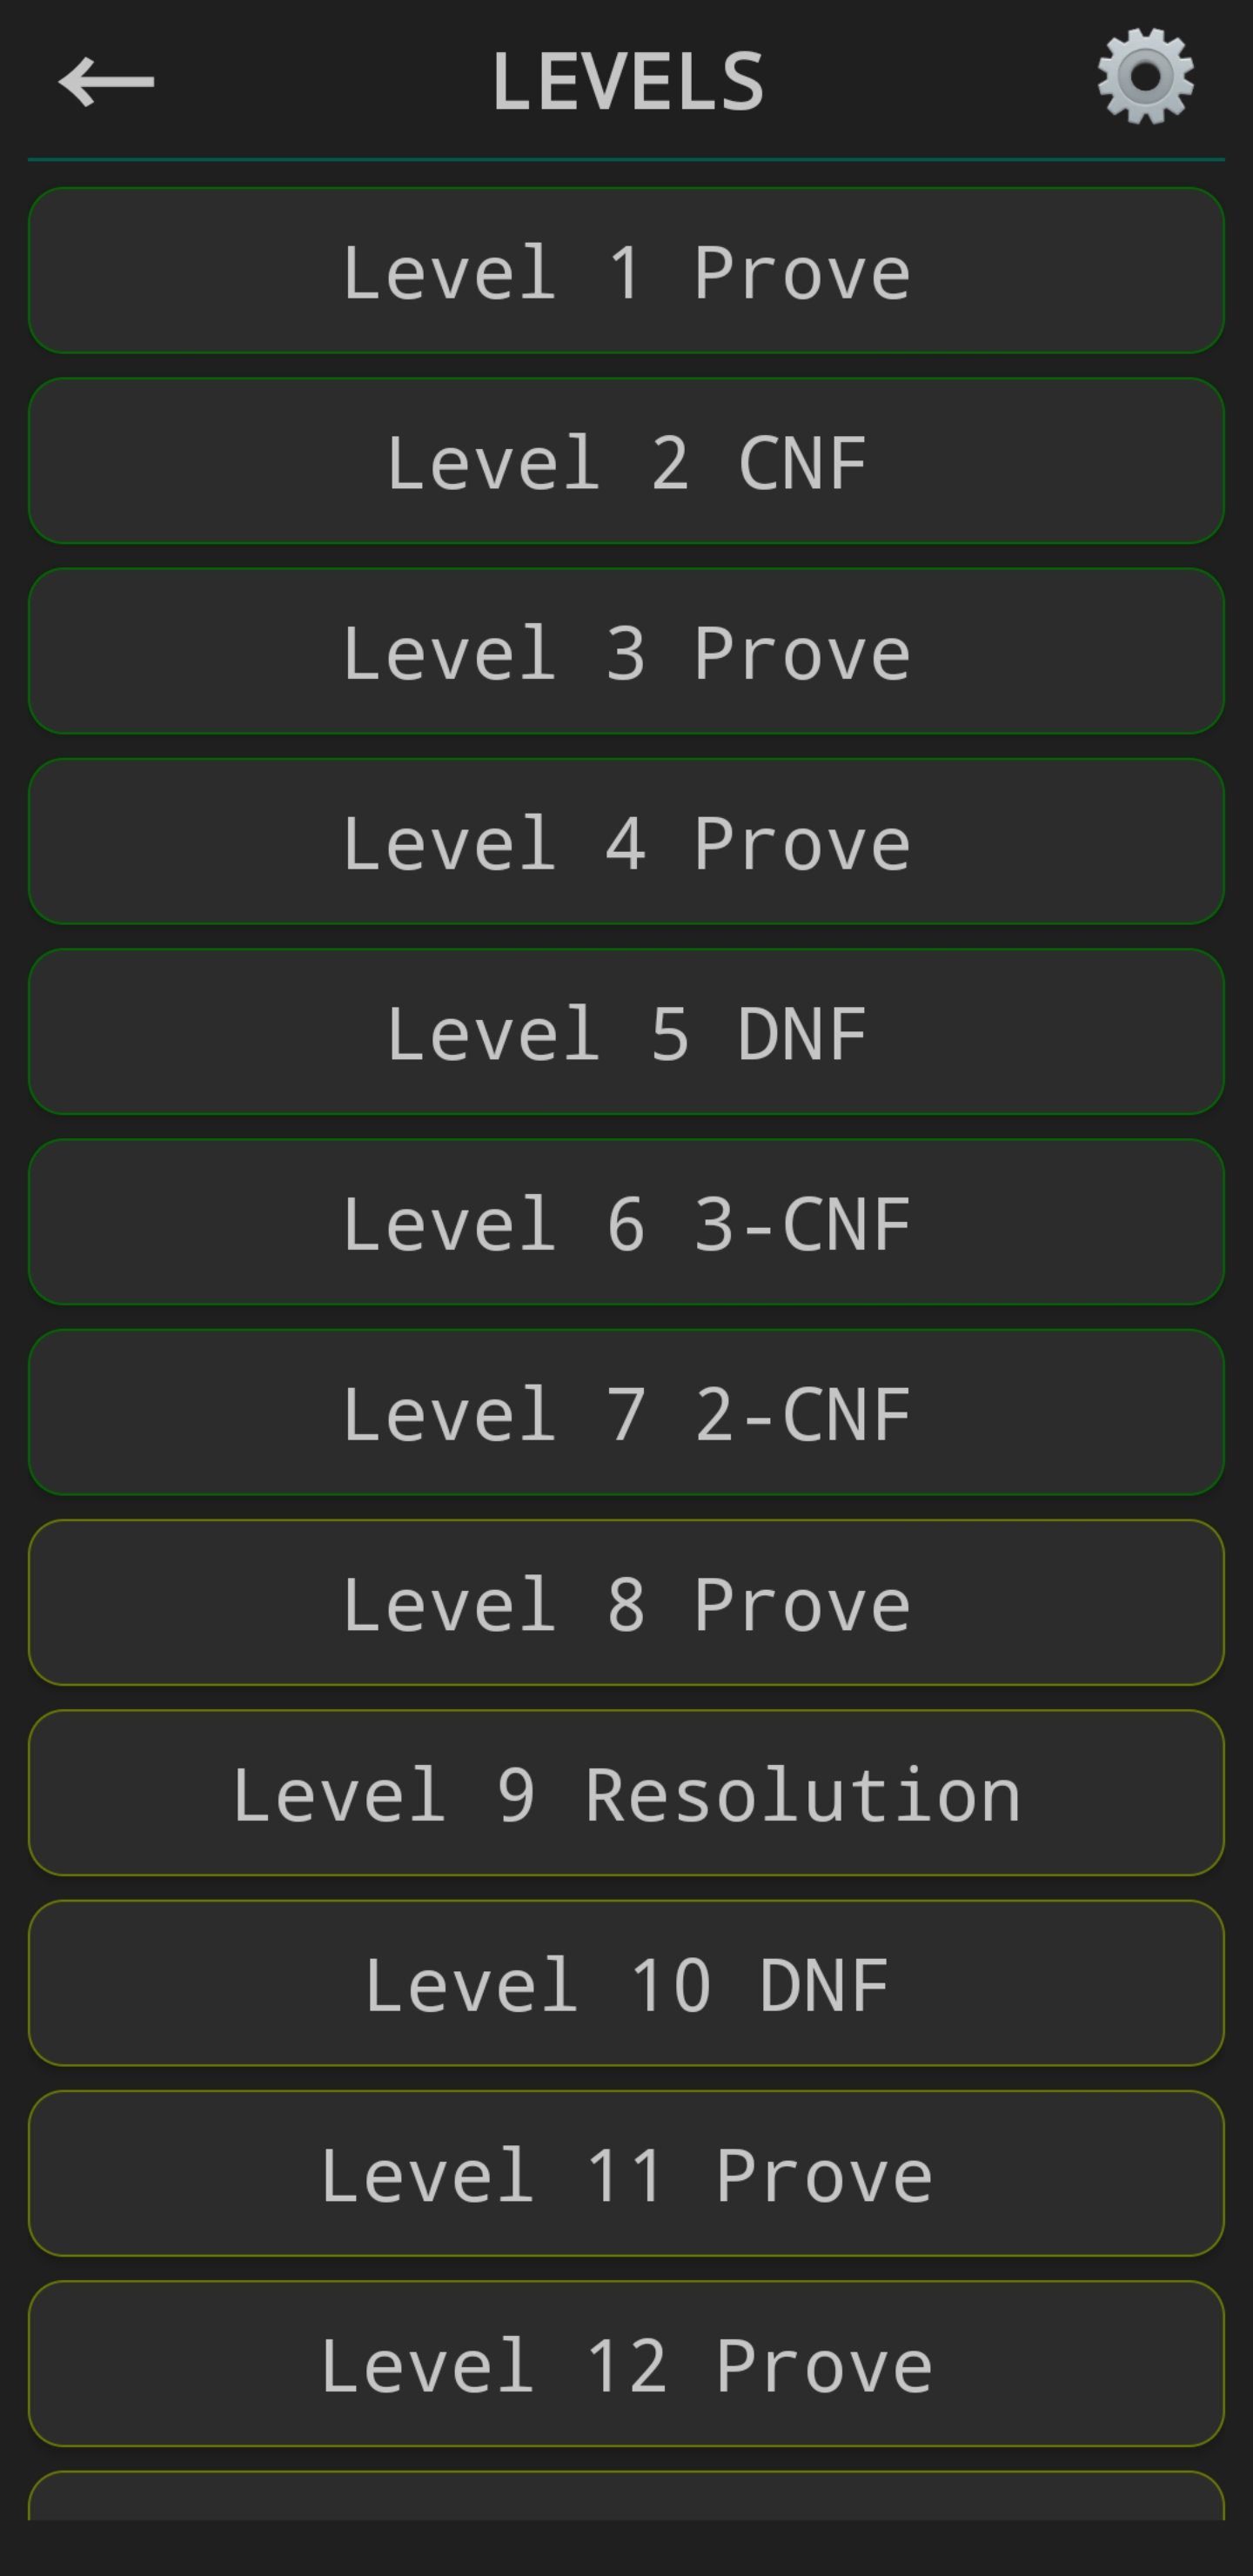 LEVELS
Level 1 Prove
Level 2 CNF
Level 3 Prove
Level 4 Prove
Level 5 DNF
Level 6 3-CNF
Level 7 2-CNF
Level 8 Prove
Level 9 Resolution
Level 10 DNF
Level 11 Prove
Level 12 Prove